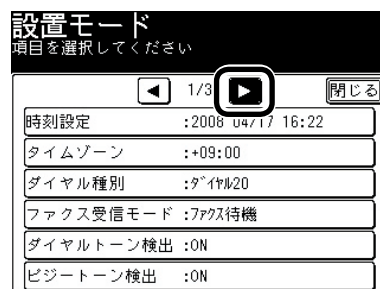 設置モード
項目を選択してください
1/3 閉じる
時刻設定 :2008 04/17 16:22
タイムゾーン :+09:00
ダイヤル種別 :ﾀﾞｲﾔﾙ20
ファクス受信モード :ﾌｧｸｽ待機
ダイヤルトーン検出 :ON
ビジートーン検出 :ON